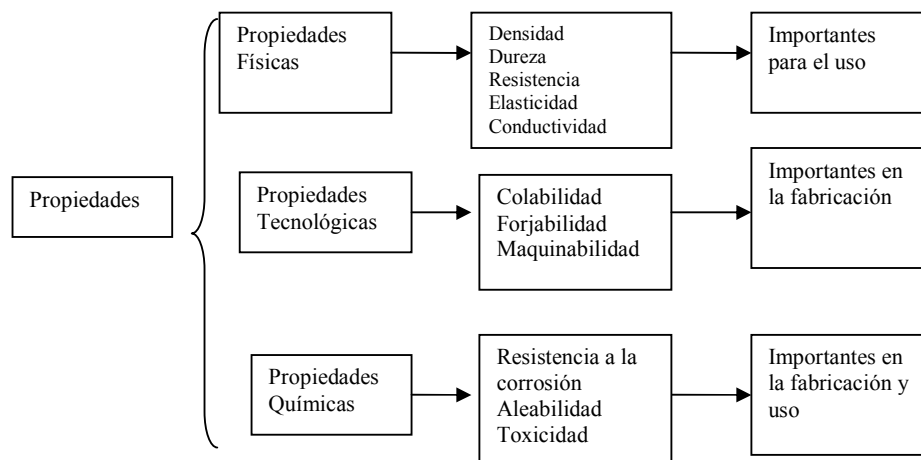 Propiedades
Propiedades
Físicas
Densidad
Dureza
Resistencia
Elasticidad
Conductividad
Importantes
para el uso
Propiedades
Tecnológicas
Colabilidad
Forjabilidad
Maquinabilidad
Importantes en
la fabricación
Propiedades
Químicas
Resistencia a la
corrosión
Aleabilidad
Toxicidad
Importantes en
la fabricación y
uso